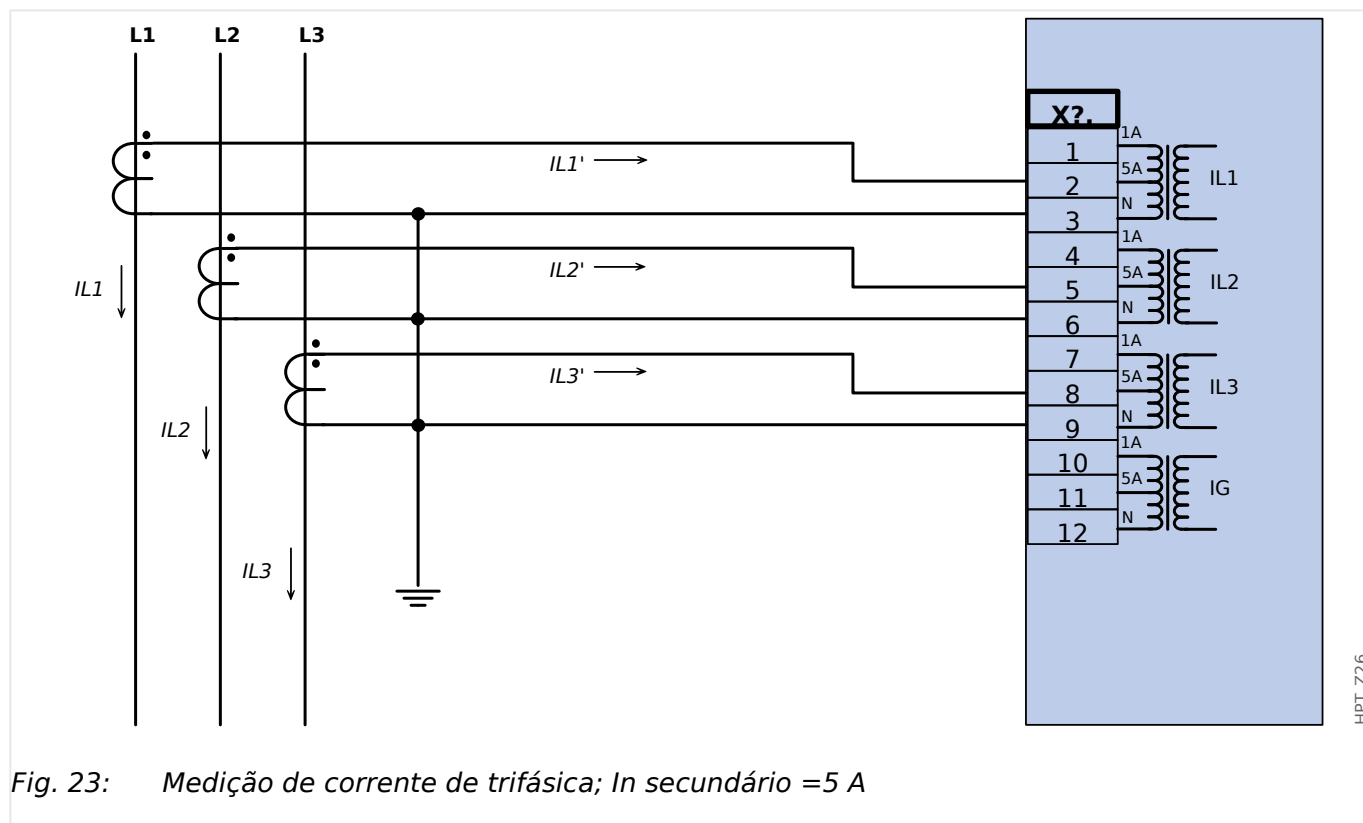 L1 L2 L3
X?.
1 1A
2 5A IL1
3 N
4 1A
5 5A IL2
6 N
7 1A
8 5A IL3
9 N
10 1A
11 5A IG
12 N
IL1'
IL2'
IL3'
IL1
IL2
IL3
HPT_Z26
Fig. 23: Medição de corrente de trifásica; In secundário =5 A